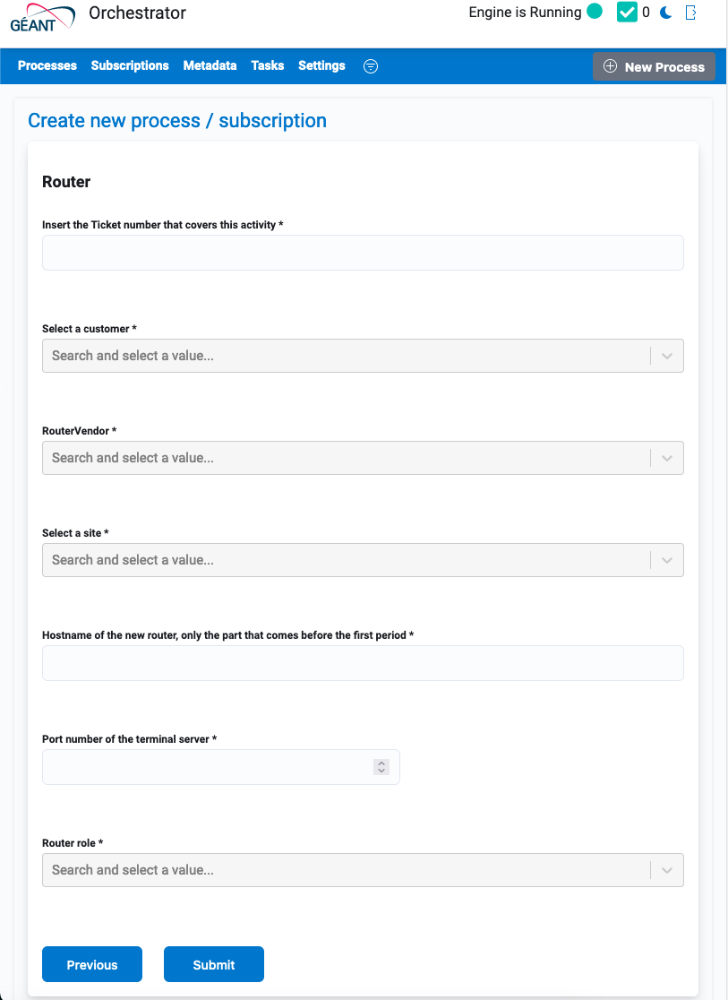 GÉANT
Orchestrator
Engine is Running
0
Processes Subscriptions Metadata Tasks Settings
New Process
Create new process / subscription
Router
Insert the Ticket number that covers this activity *
Select a customer *
Search and select a value...
RouterVendor *
Search and select a value...
Select a site *
Search and select a value...
Hostname of the new router, only the part that comes before the first period *
Port number of the terminal server *
Router role *
Search and select a value...
Previous Submit